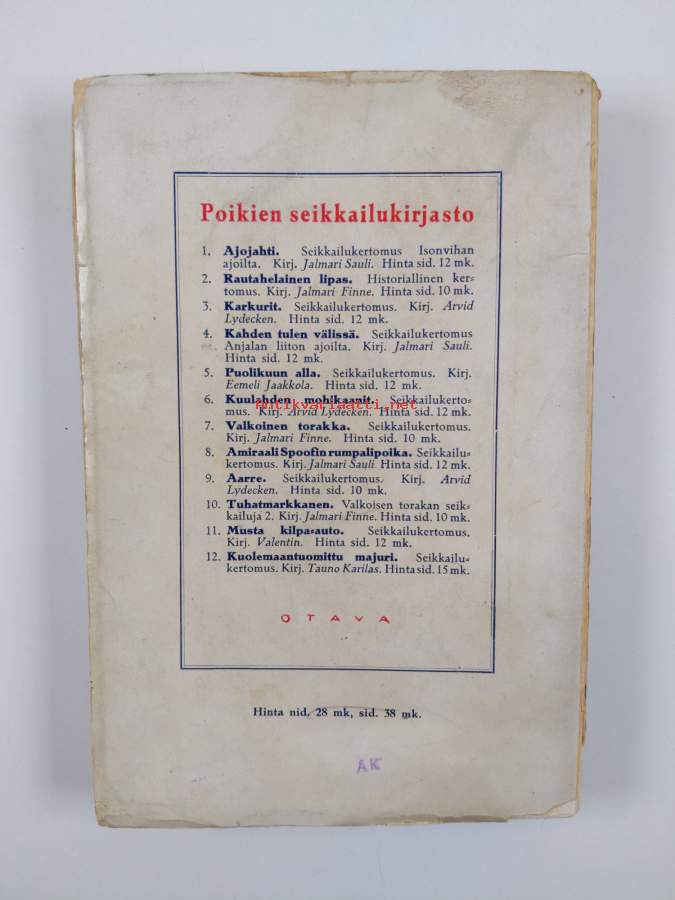 Poikien seikkailukirjasto
1. Ajojahti. Seikkailukertomus Isonvihan
ajoilta. Kirj. Jalmari Sauli. Hinta sid. 12 mk.
2. Rautahelainen lipas. Historiallinen ker-
tomus. Kirj. Jalmari Finne. Hinta sid. 10 mk.
3. Karkurit. Seikkailukertomus. Kirj. Arvid
Lydecken. Hinta sid. 12 mk.
4. Kahden tulen välissä. Seikkailukertomus
Anjalan liiton ajoilta. Kirj. Jalmari Sauli.
Hinta sid. 12 mk.
5. Puolikuun alla. Seikkailukertomus. Kirj.
Eemeli Jaakkola. Hinta sid. 12 mk.
6. Kuulahden mohikaanit. Seikkailukerto-
antikvariaatti.net
mus. Kirj. Arvid Lydecken. Hinta sid. 12 mk.
7. Valkoinen torakka. Seikkailukertomus.
Kirj. Jalmari Finne. Hinta sid. 10 mk.
8. Amiraali Spoofin rumpalipoika. Seikkailu-
kertomus. Kirj. Jalmari Sauli. Hinta sid. 12 mk.
9. Aarre. Seikkailukertomus. Kirj. Arvid
Lydecken. Hinta sid. 10 mk.
10. Tuhatmarkkanen. Valkoisen torakan seik-
kailuja 2. Kirj. Jalmari Finne. Hinta sid. 10 mk.
11. Musta kilpa-auto. Seikkailukertomus.
Kirj. Valentin. Hinta sid. 12 mk.
12. Kuolemaantuomittu majuri. Seikkailu-
kertomus. Kirj. Tauno Karilas. Hinta sid. 15 mk.
OTAVA
Hinta nid. 28 mk, sid. 38 mk.
AK